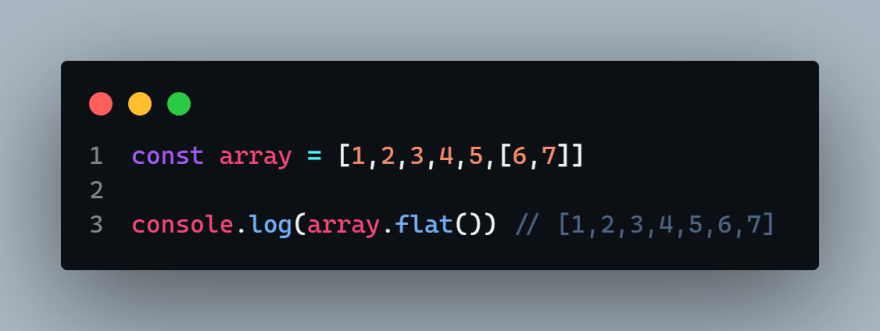 1 const array = [1,2,3,4,5,[6,7]]
2
3 console.log(array.flat()) // [1,2,3,4,5,6,7]